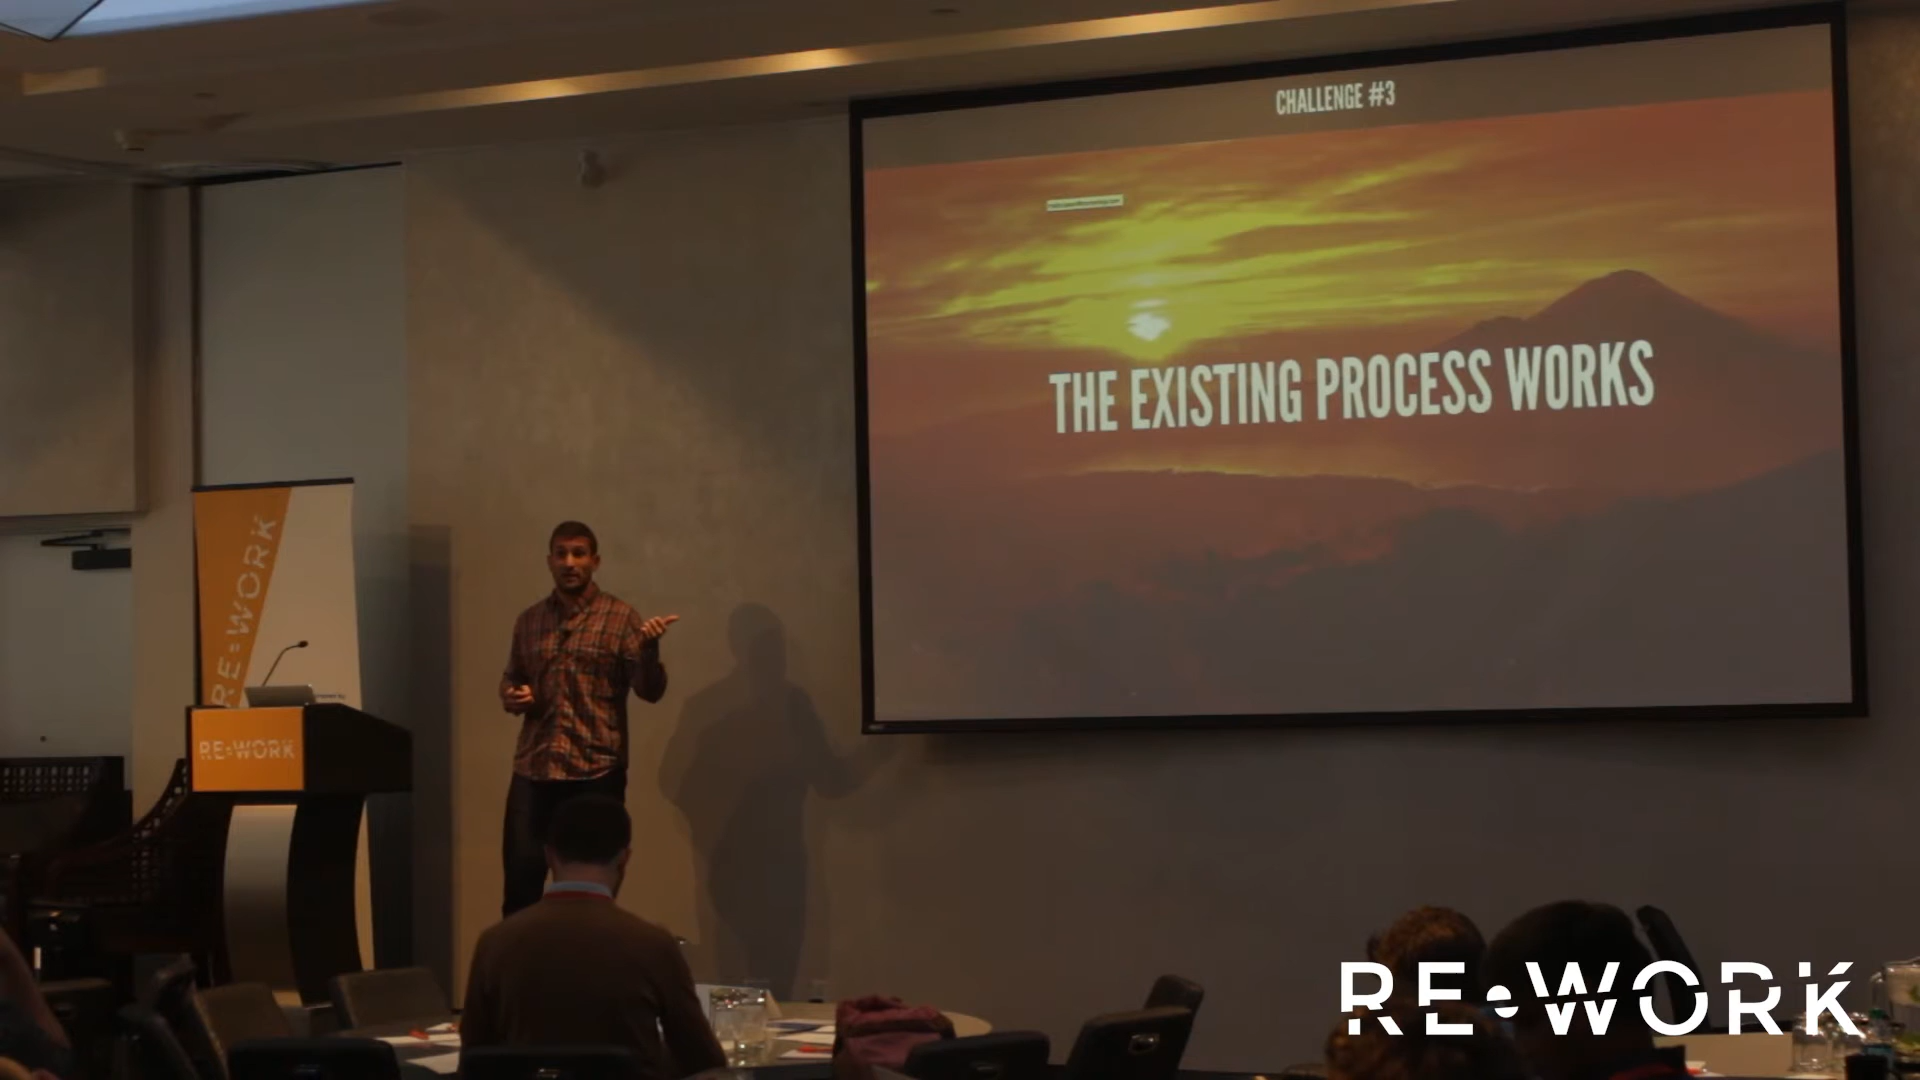 CHALLENGE #3
THE EXISTING PROCESS WORKS
RE•WORK
RE•WORK
RE•WORK